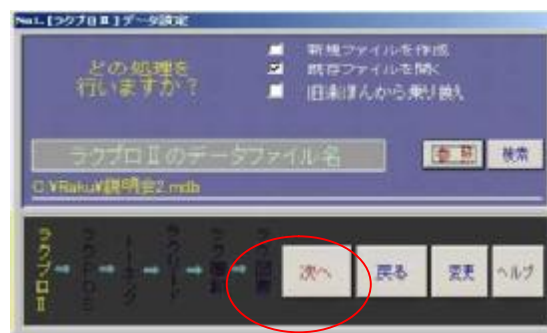 No1.【ラクプロⅡ】データ設定
どの処理を
行いますか？
新規ファイルを作成
既存ファイルを開く
旧楽ほんから乗り換え
ラクプロⅡのデータファイル名
参照
検索
C:¥Raku¥説明会2.mdb
ラクプロⅡ
次へ
戻る
変更
ヘルプ